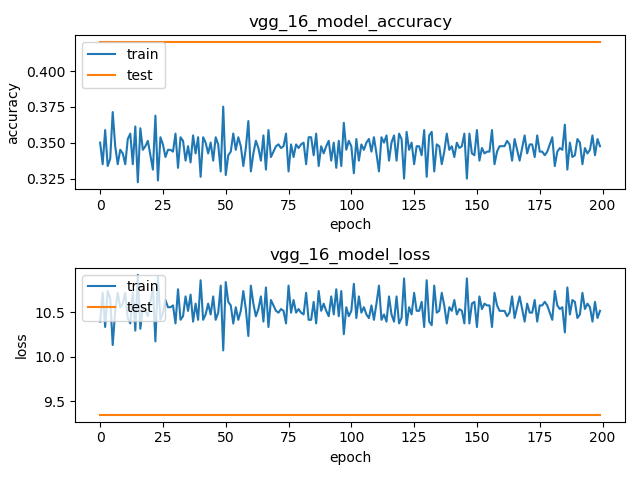 vgg_16_model_accuracy
train
test
accuracy
0.400
0.375
0.350
0.325
0 25 50 75 100 125 150 175 200
epoch
vgg_16_model_loss
train
test
loss
10.5
10.0
9.5
0 25 50 75 100 125 150 175 200
epoch